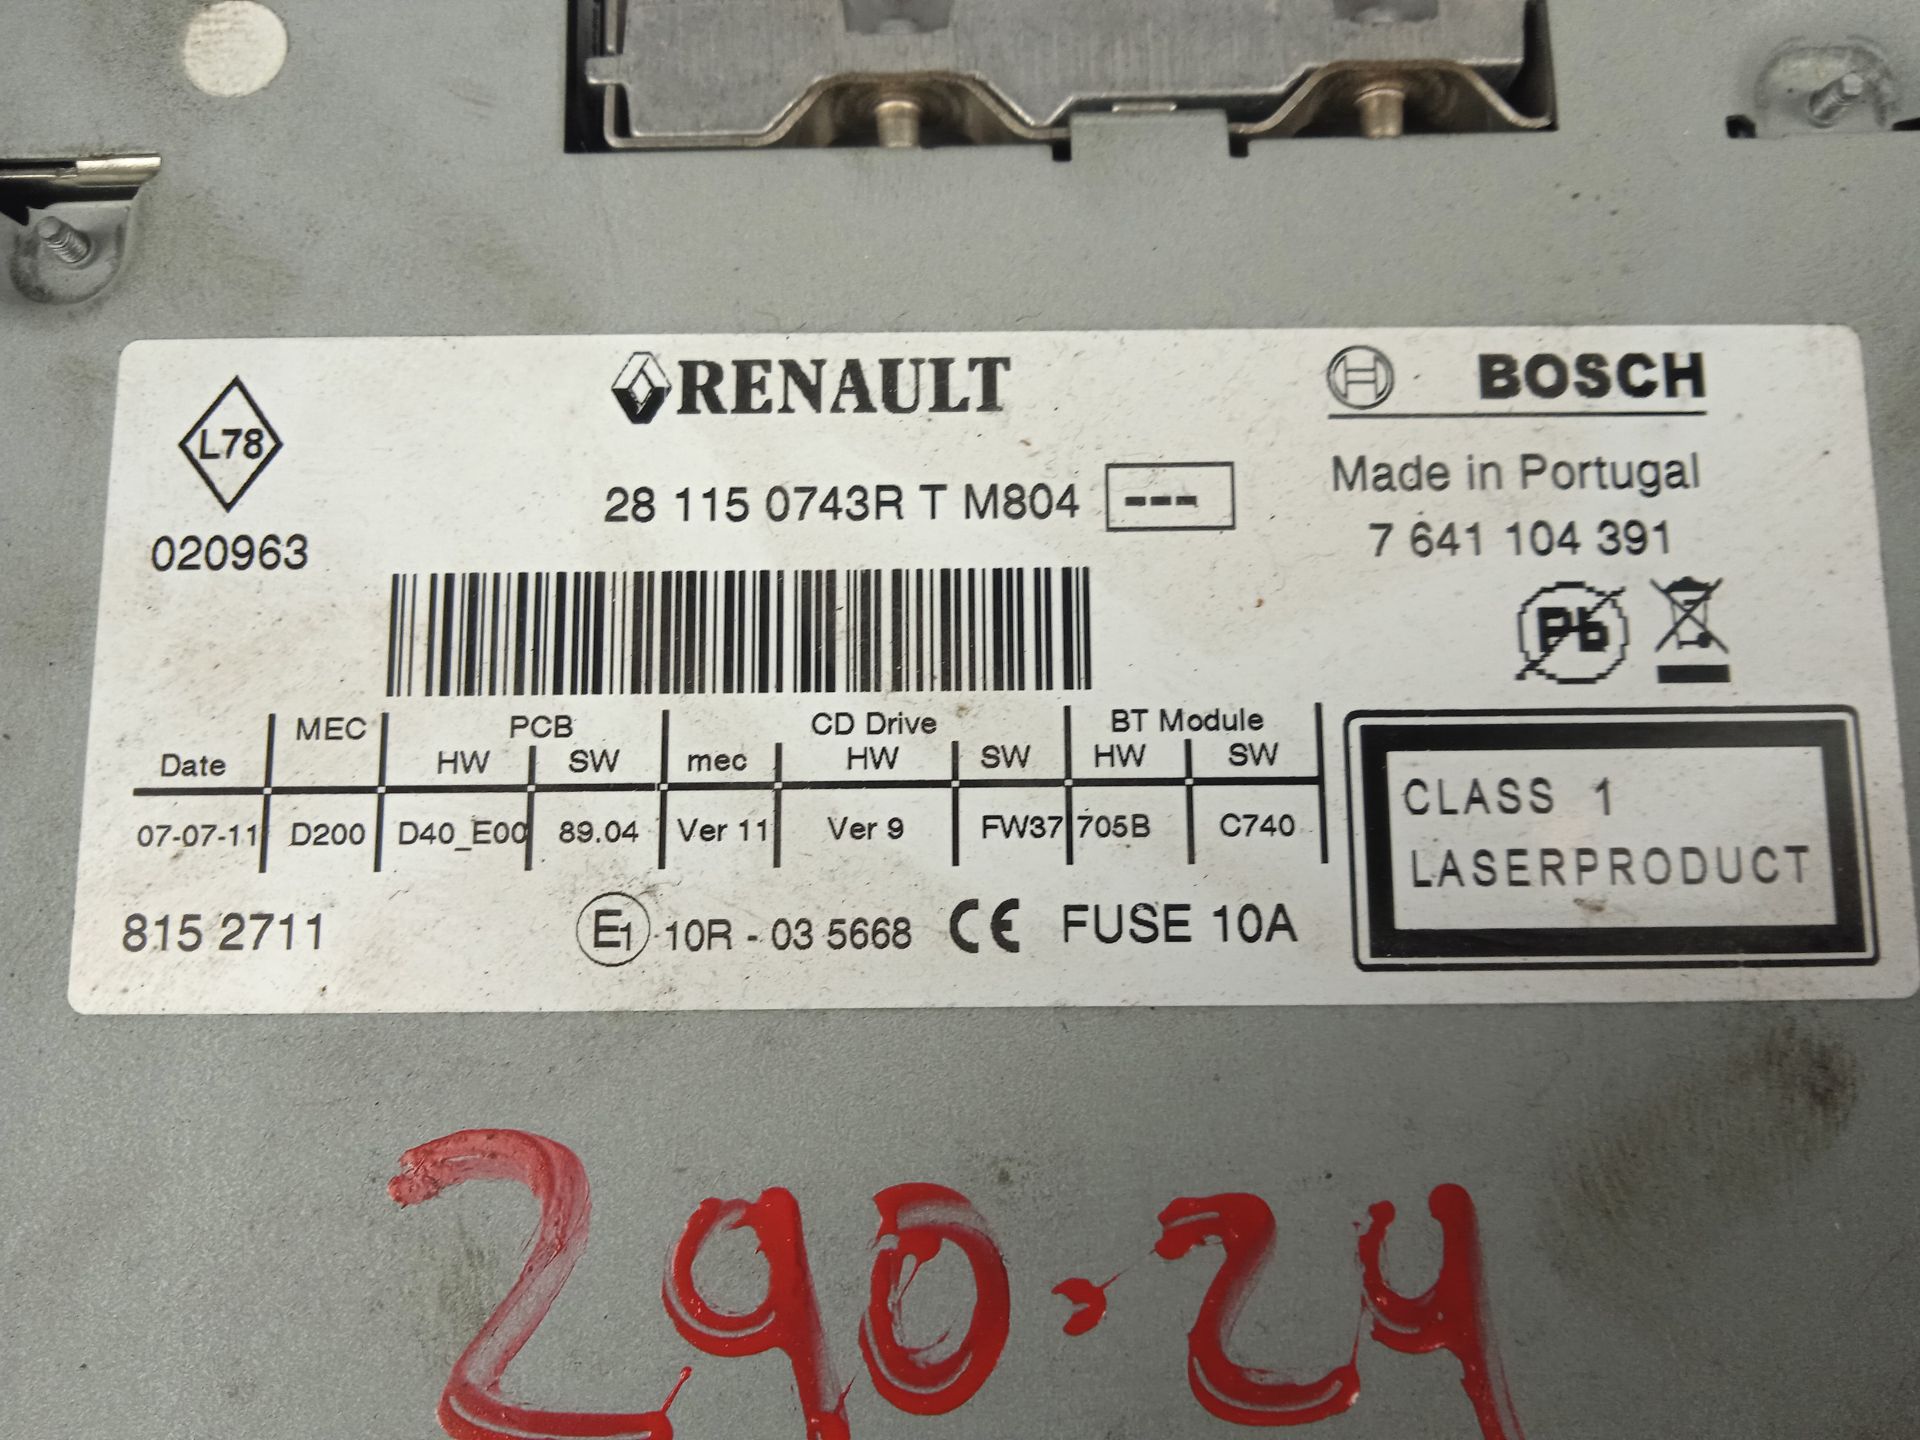 L78
RENAULT
BOSCH
28 115 0743R T M804 ---
Made in Portugal
020963
7 641 104 391
Pb
MEC PCB CD Drive BT Module
Date HW SW mec HW SW HW SW
07-07-11 D200 D40_E00 89.04 Ver 11 Ver 9 FW37 705B C740
CLASS 1
LASERPRODUCT
815 2711
E1 10R - 03 5668 CE FUSE 10A
290.24